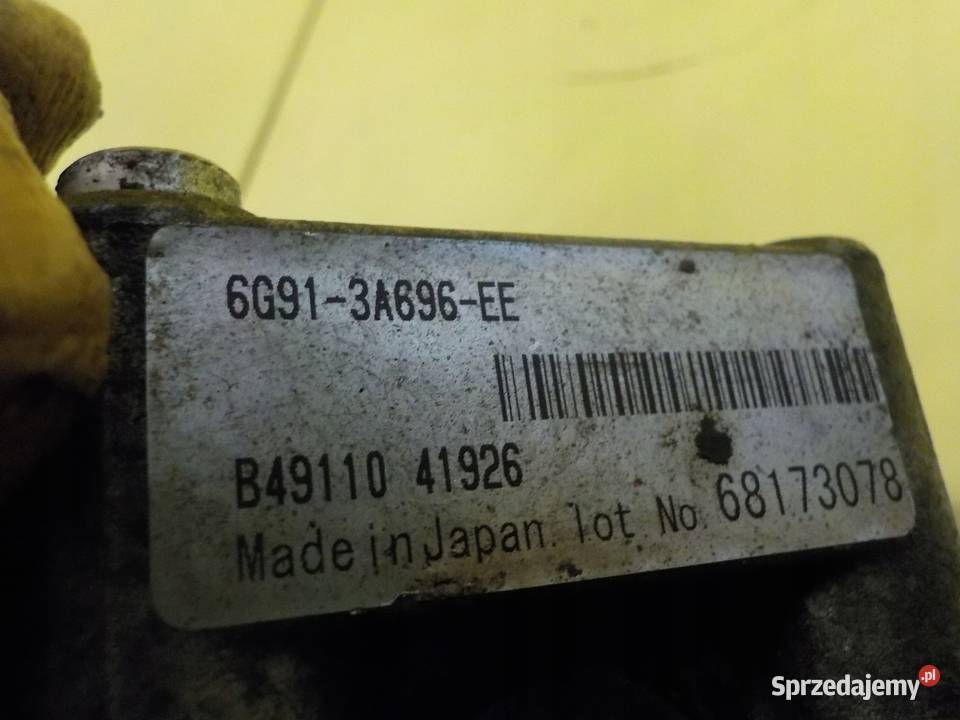 6G91-3A696-EE
B49110 41926
Made in Japan. lot No. 68173078
Sprzedajemy.pl